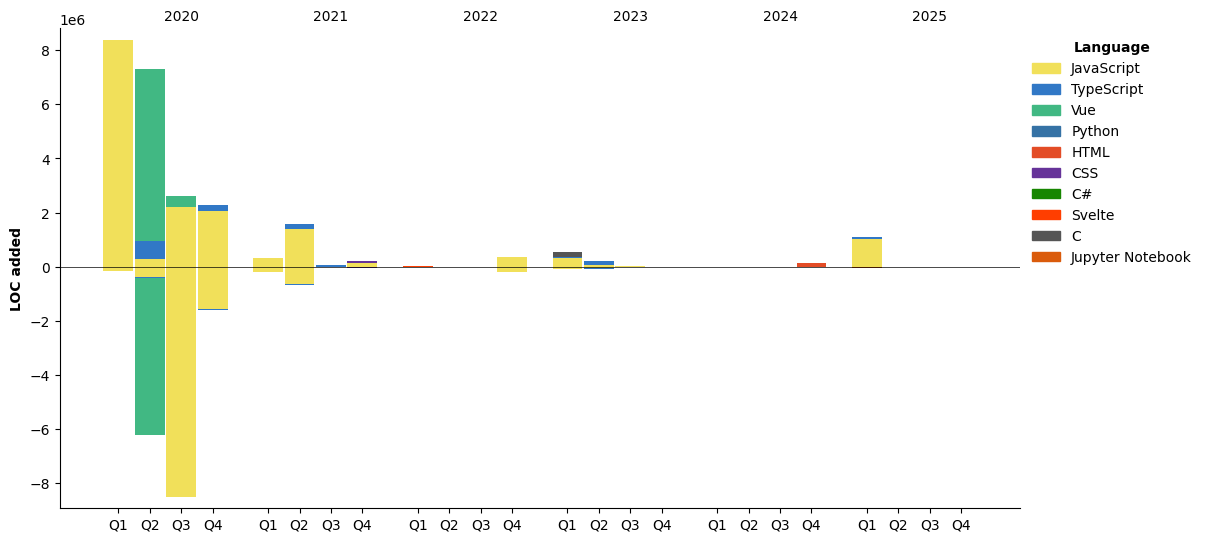 1e6
2020 2021 2022 2023 2024 2025
8
6
4
2
0
−2
−4
−6
−8
LOC added
Q1 Q2 Q3 Q4 Q1 Q2 Q3 Q4 Q1 Q2 Q3 Q4 Q1 Q2 Q3 Q4 Q1 Q2 Q3 Q4 Q1 Q2 Q3 Q4
Language
JavaScript
TypeScript
Vue
Python
HTML
CSS
C#
Svelte
C
Jupyter Notebook